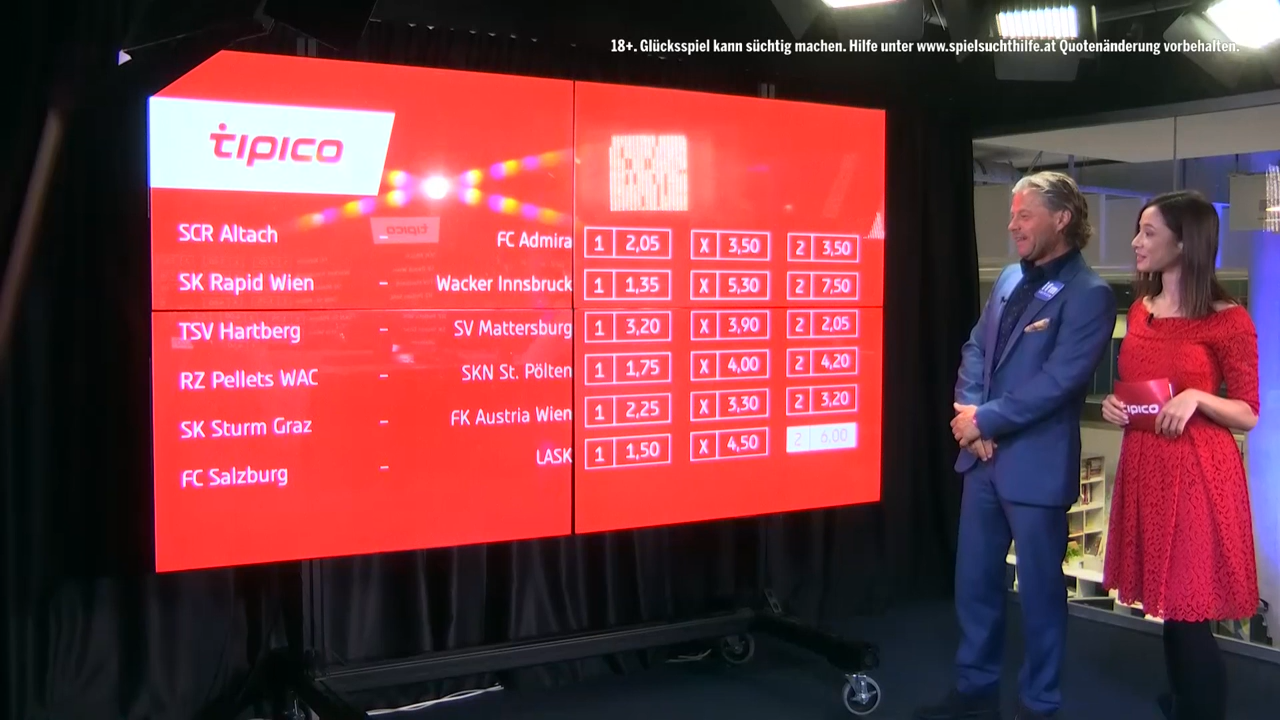 18+. Glücksspiel kann süchtig machen. Hilfe unter www.spielsuchthilfe.at Quotenänderung vorbehalten.
tipico
SCR Altach - FC Admira 1 2,05 X 3,50 2 3,50
SK Rapid Wien - Wacker Innsbruck 1 1,35 X 5,30 2 7,50
TSV Hartberg - SV Mattersburg 1 3,20 X 3,90 2 2,05
RZ Pellets WAC - SKN St. Pölten 1 1,75 X 4,00 2 4,20
SK Sturm Graz - FK Austria Wien 1 2,25 X 3,30 2 3,20
FC Salzburg - LASK 1 1,50 X 4,50 2 6,00
tipico